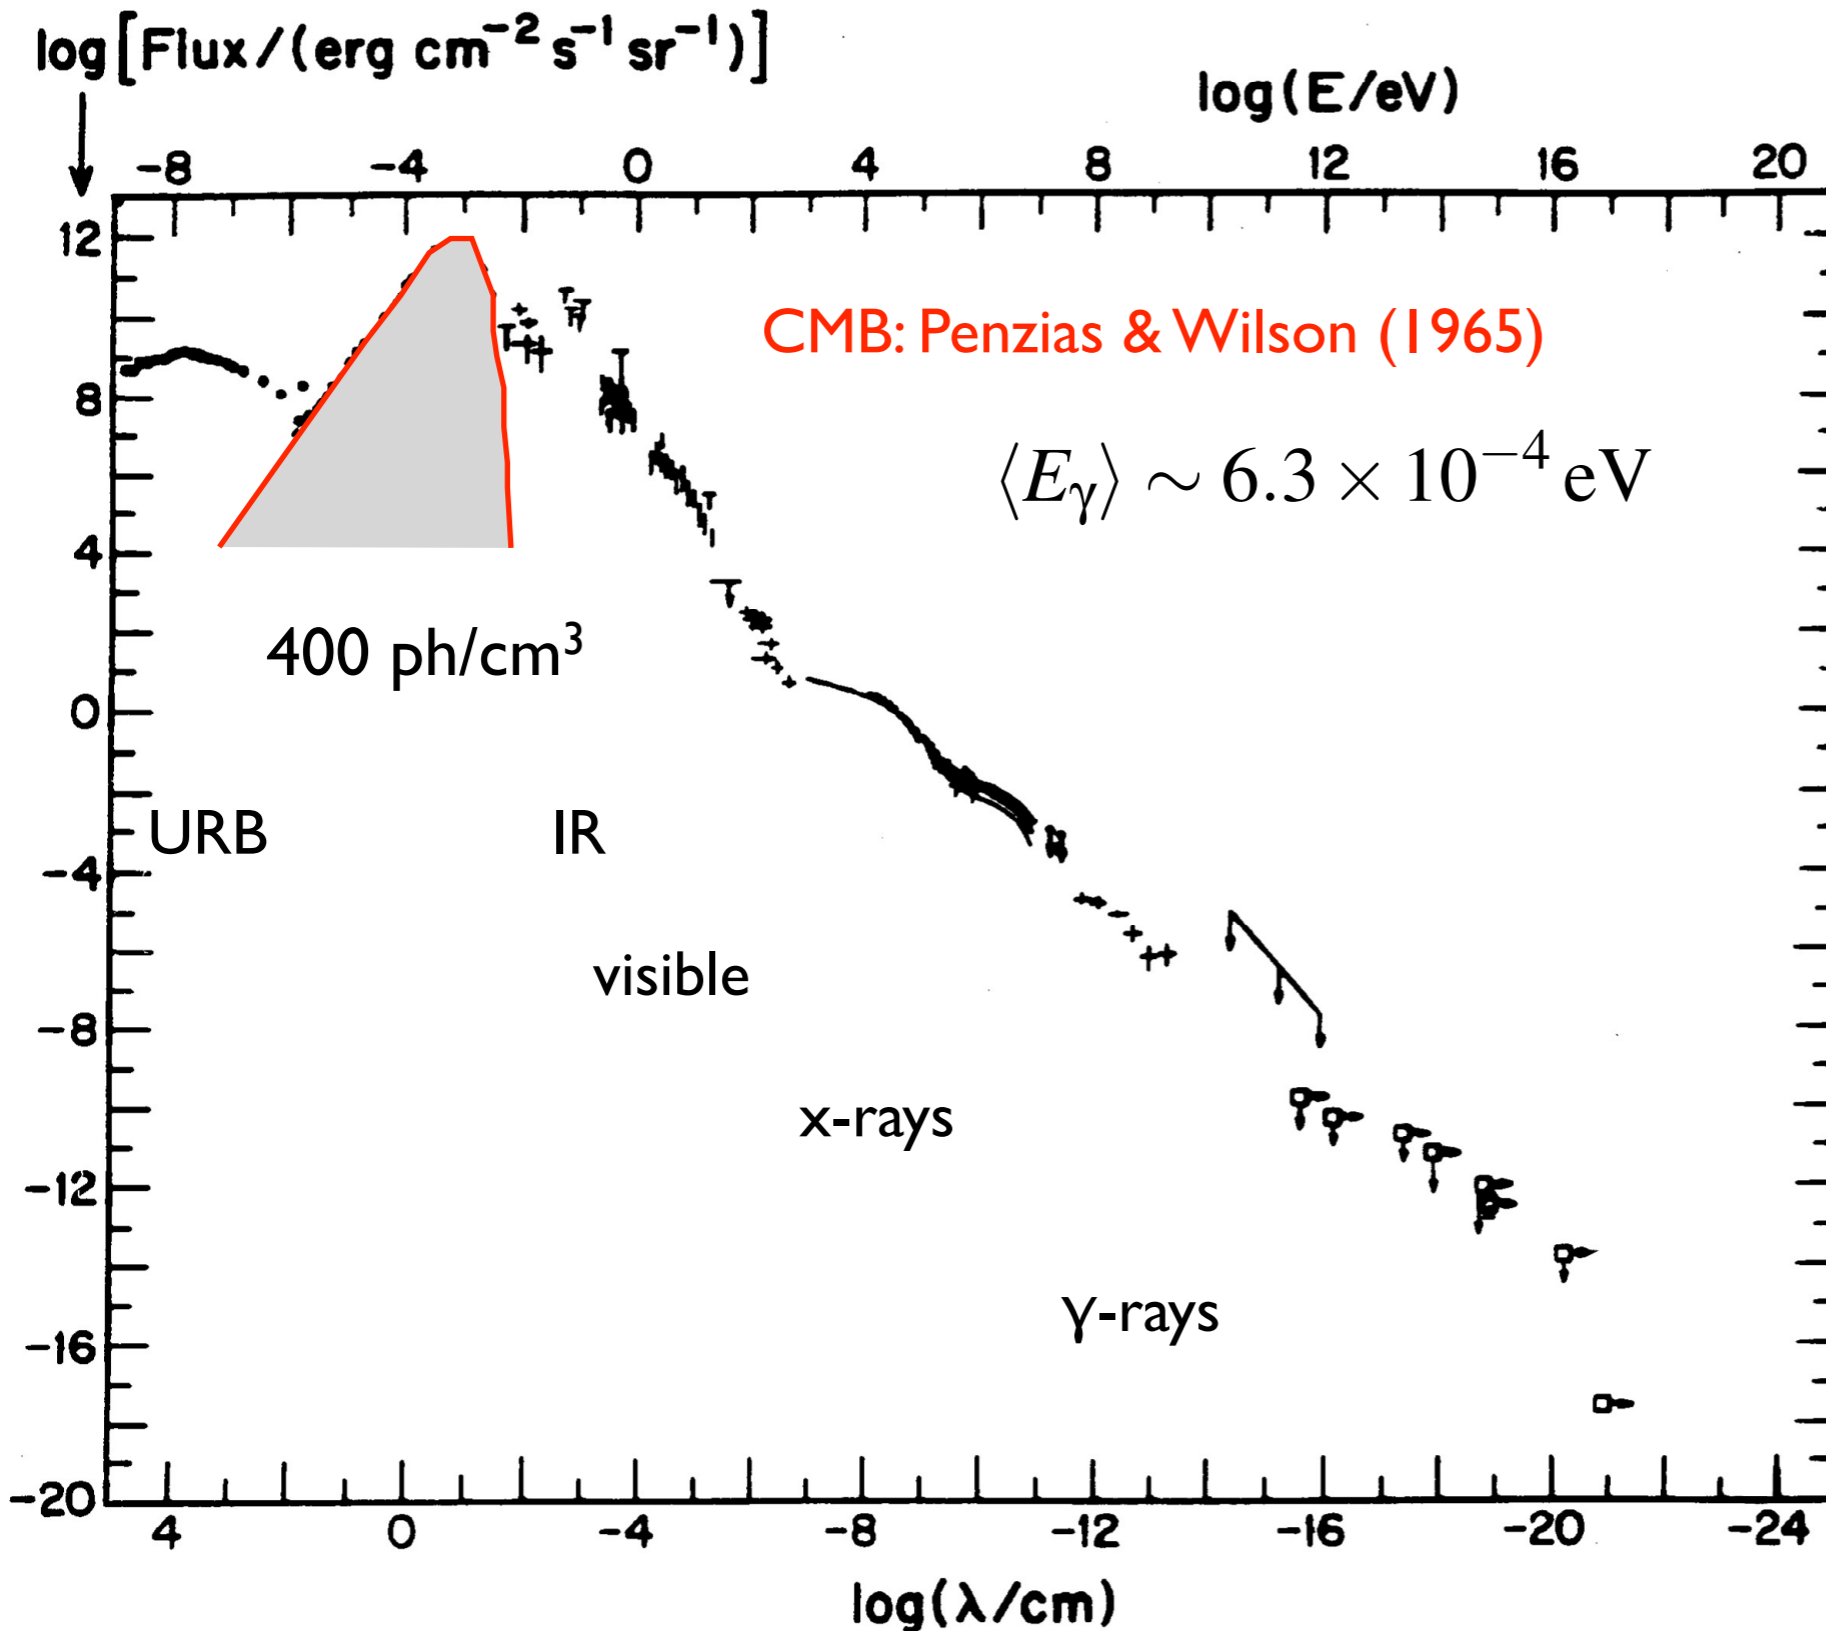 log[Flux/(erg cm⁻² s⁻¹ sr⁻¹)]
log(E/eV)
−8 −4 0 4 8 12 16 20
12
CMB: Penzias & Wilson (1965)
8
⟨Eγ⟩ ∼ 6.3 × 10⁻⁴ eV
4
400 ph/cm³
0
URB IR
−4
visible
−8
x-rays
−12
γ-rays
−16
−20
4 0 −4 −8 −12 −16 −20 −24
log(λ/cm)